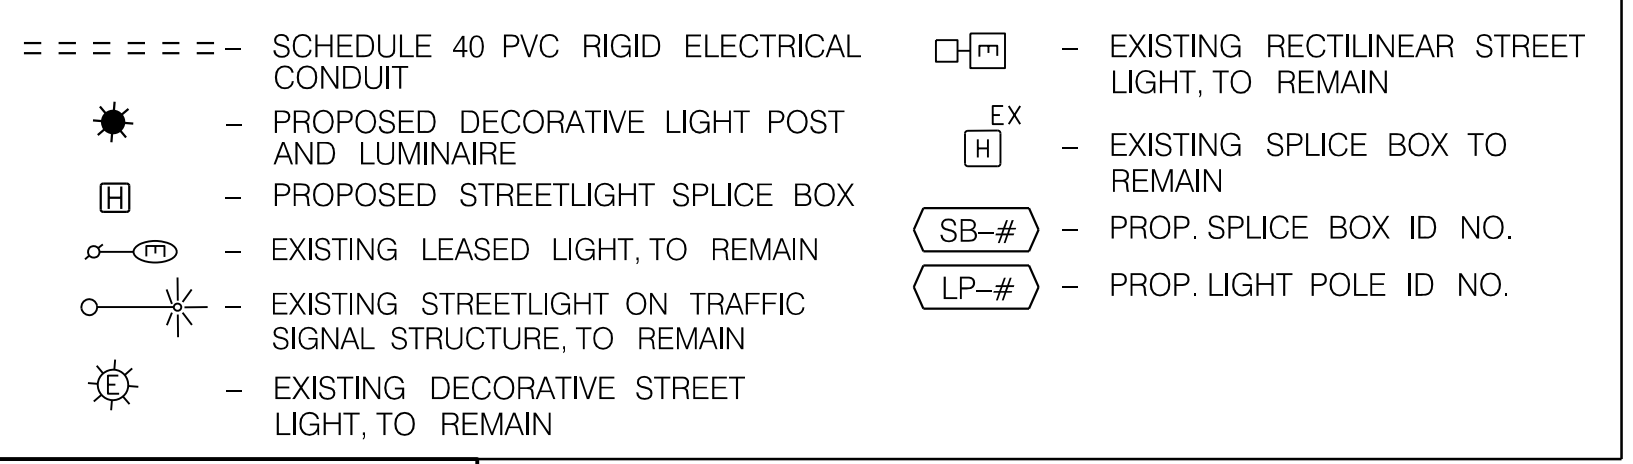 = = = = = = – SCHEDULE 40 PVC RIGID ELECTRICAL
CONDUIT
– PROPOSED DECORATIVE LIGHT POST
AND LUMINAIRE
H – PROPOSED STREETLIGHT SPLICE BOX
E – EXISTING LEASED LIGHT, TO REMAIN
– EXISTING STREETLIGHT ON TRAFFIC
SIGNAL STRUCTURE, TO REMAIN
E – EXISTING DECORATIVE STREET
LIGHT, TO REMAIN
E – EXISTING RECTILINEAR STREET
LIGHT, TO REMAIN
EX
H – EXISTING SPLICE BOX TO
REMAIN
SB–# – PROP. SPLICE BOX ID NO.
LP–# – PROP. LIGHT POLE ID NO.